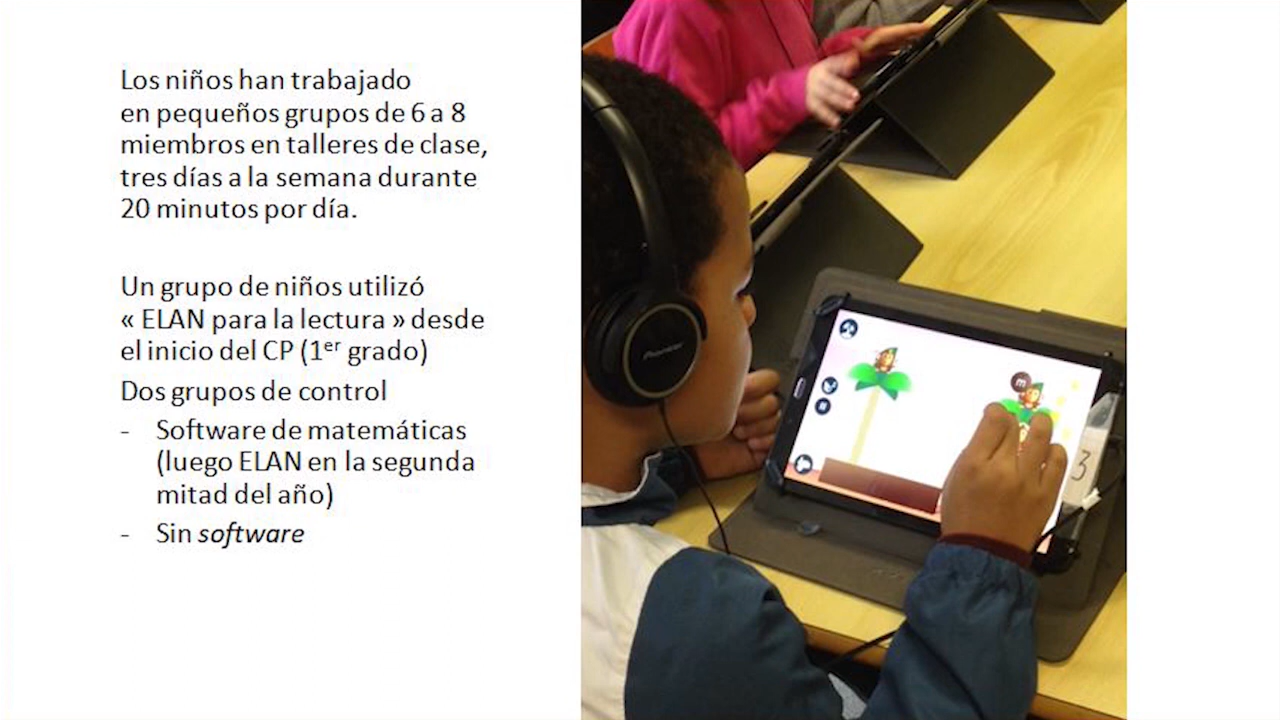 Los niños han trabajado
en pequeños grupos de 6 a 8
miembros en talleres de clase,
tres días a la semana durante
20 minutos por día.
Un grupo de niños utilizó
« ELAN para la lectura » desde
el inicio del CP (1er grado)
Dos grupos de control
- Software de matemáticas
(luego ELAN en la segunda
mitad del año)
- Sin software
Pioneer
m
3